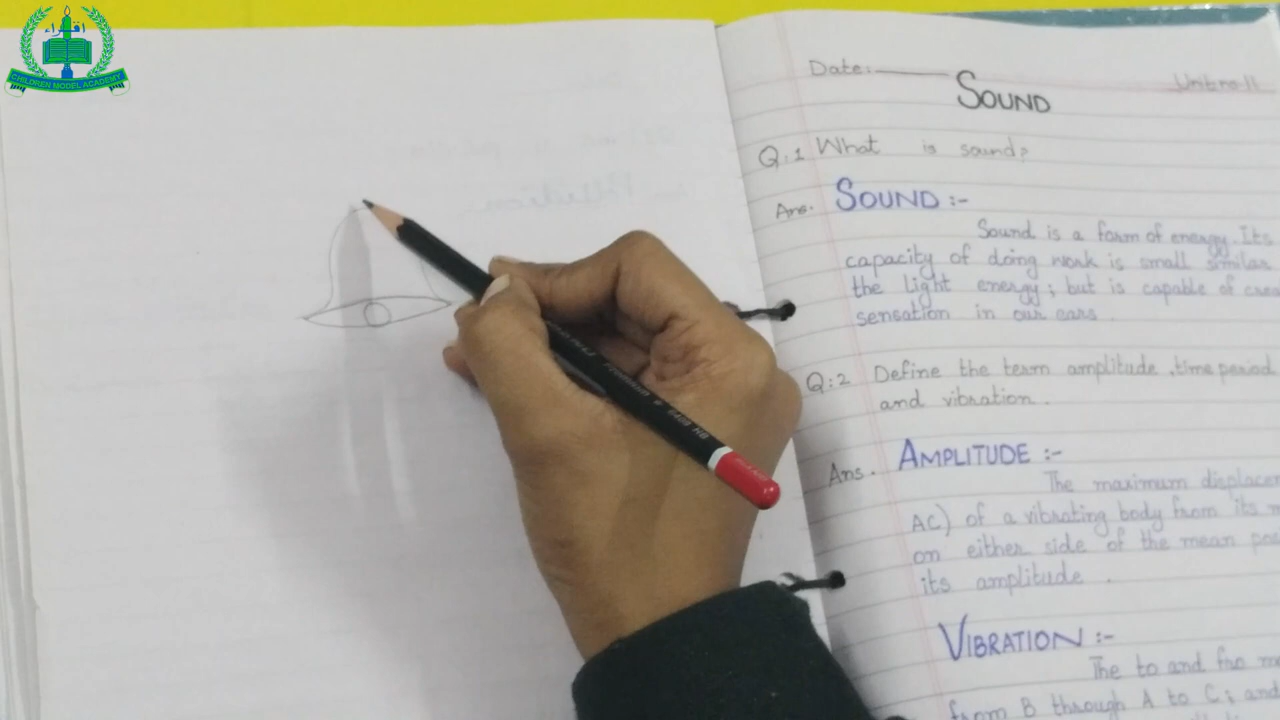 اقراء
CHILDREN MODEL ACADEMY
Date:
SOUND
Q:1 What is sound?
Ans. SOUND :-
Sound is a form of energy. Its
capacity of doing work is small similar
the light energy; but is capable of
sensation in our ears.
Q:2 Define the term amplitude, time period
and vibration.
Ans. AMPLITUDE :-
The maximum
AC) of a vibrating body from its
on either side of the mean
its amplitude.
VIBRATION :-
The to and fro
from B through A to C; and